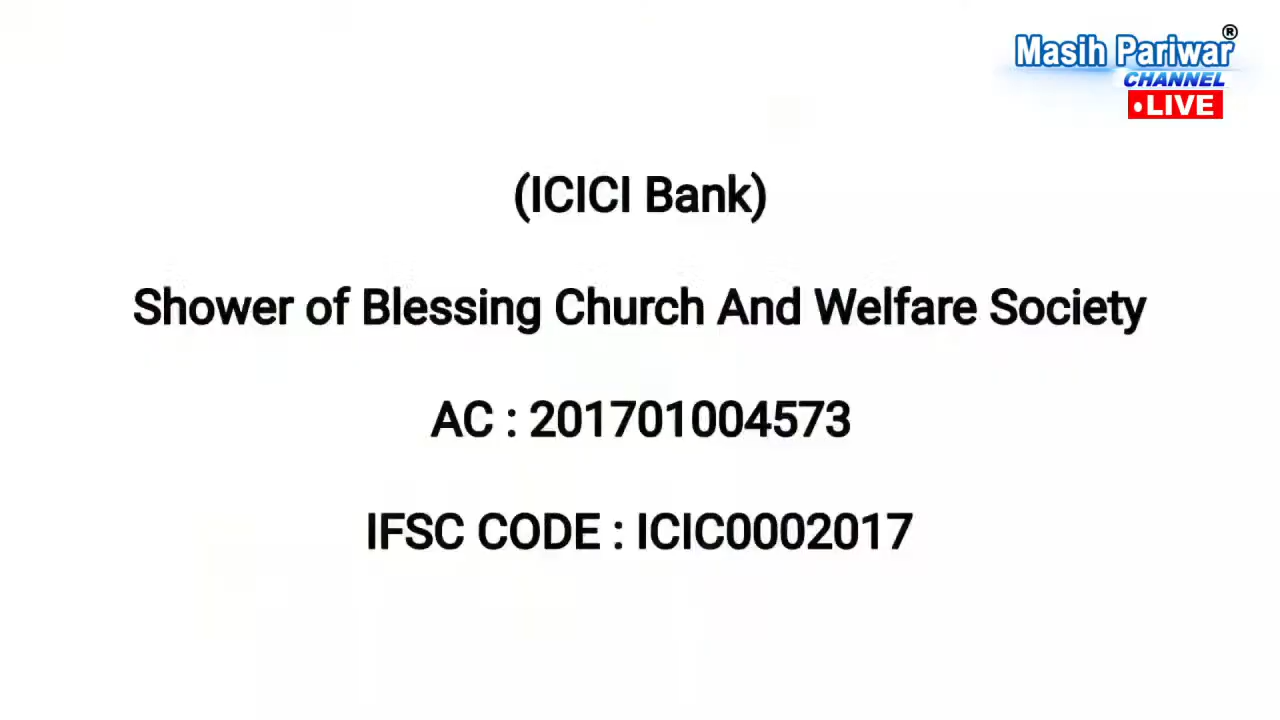 Masih Pariwar®
CHANNEL
•LIVE
(ICICI Bank)
Shower of Blessing Church And Welfare Society
AC : 201701004573
IFSC CODE : ICIC0002017